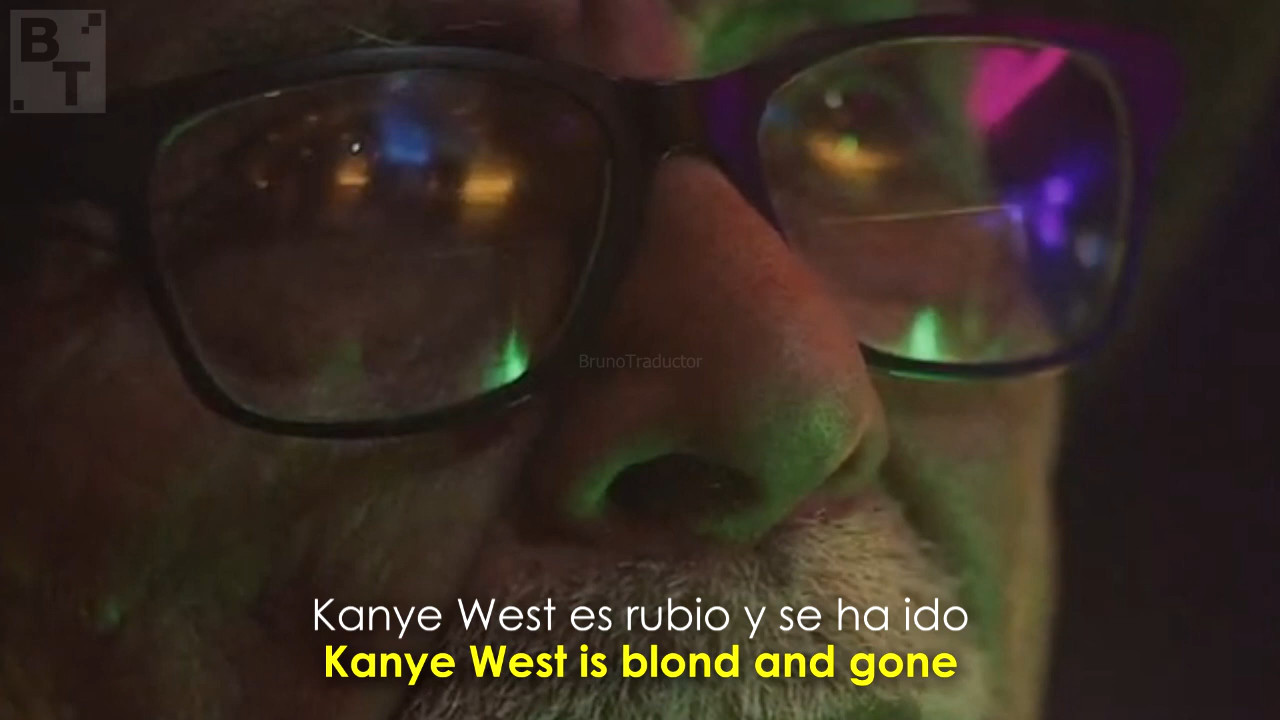 B
T
BrunoTraductor
Kanye West es rubio y se ha ido
Kanye West is blond and gone